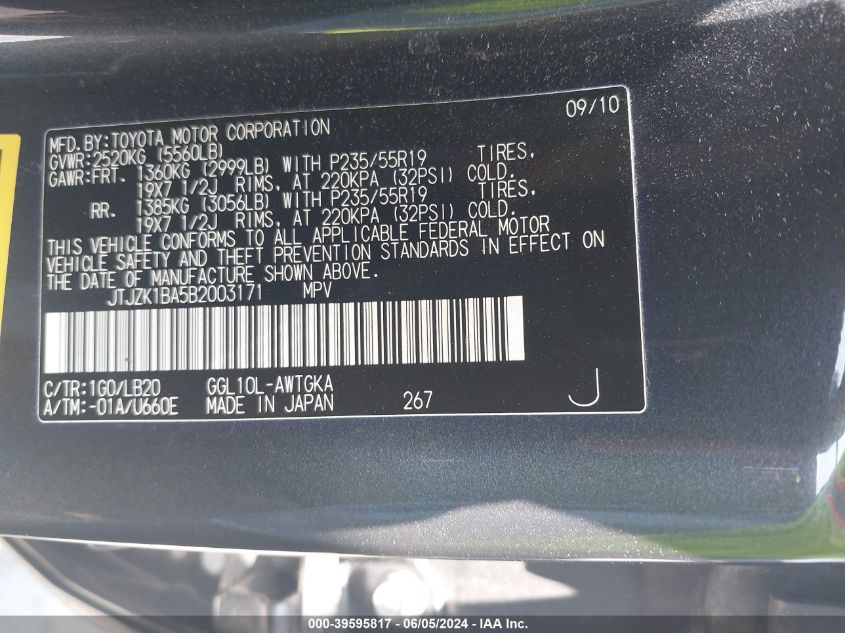 09/10
MFD.BY:TOYOTA MOTOR CORPORATION
GVWR:2520KG (5560LB)
GAWR:FRT. 1360KG (2999LB) WITH P235/55R19 TIRES,
19X7 1/2J RIMS, AT 220KPA (32PSI) COLD.
RR. 1385KG (3056LB) WITH P235/55R19 TIRES,
19X7 1/2J RIMS, AT 220KPA (32PSI) COLD.
THIS VEHICLE CONFORMS TO ALL APPLICABLE FEDERAL MOTOR
VEHICLE SAFETY AND THEFT PREVENTION STANDARDS IN EFFECT ON
THE DATE OF MANUFACTURE SHOWN ABOVE.
JTJZK1BA5B2003171 MPV
C/TR:1G0/LB20 GGL10L-AWTGKA
A/TM:-01A/U660E MADE IN JAPAN 267 J
000-39595817 - 06/05/2024 - IAA Inc.